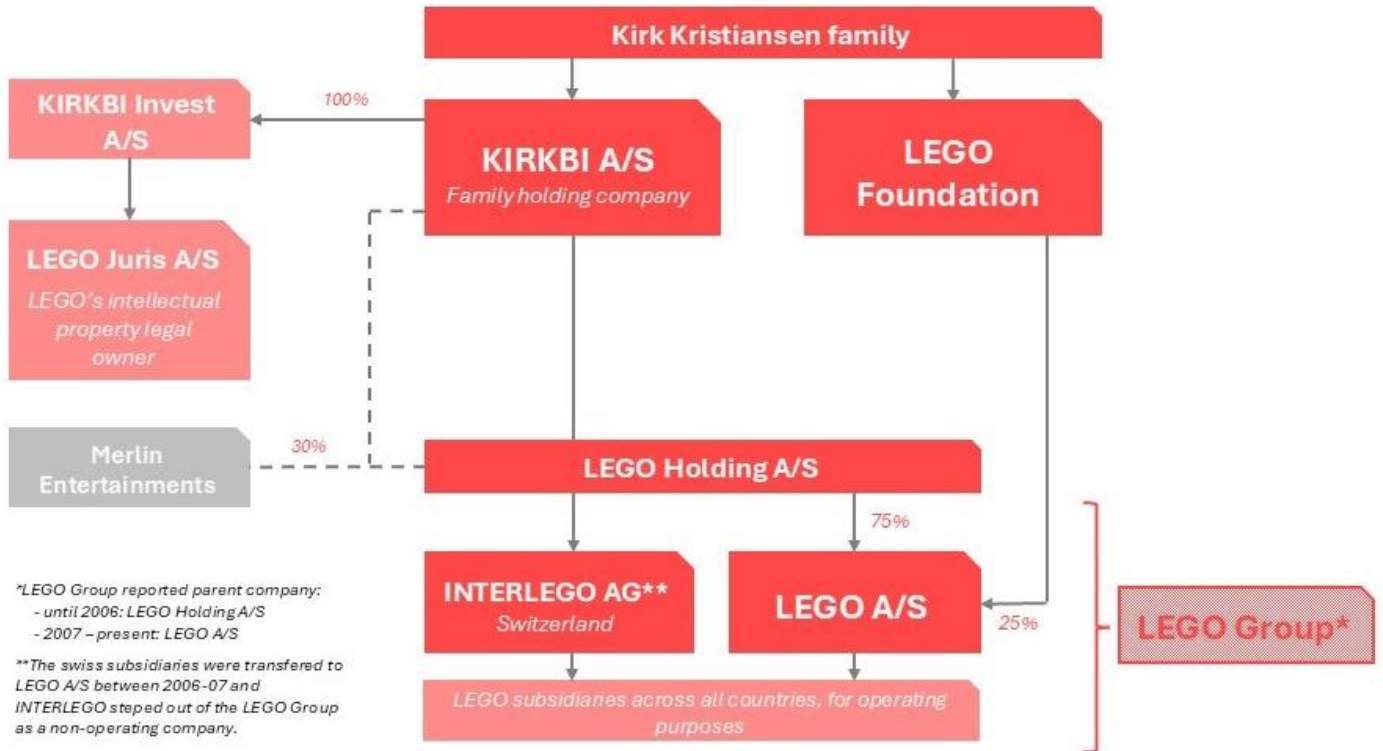 Kirk Kristiansen family
KIRKBI Invest
A/S
100%
KIRKBI A/S
Family holding company
LEGO
Foundation
LEGO Juris A/S
LEGO's intellectual
property legal
owner
Merlin
Entertainments
30%
LEGO Holding A/S
75%
INTERLEGO AG**
Switzerland
LEGO A/S
25%
LEGO Group*
LEGO subsidiaries across all countries, for operating
purposes
*LEGO Group reported parent company:
- until 2006: LEGO Holding A/S
- 2007 – present: LEGO A/S
**The swiss subsidiaries were transfered to
LEGO A/S between 2006-07 and
INTERLEGO steped out of the LEGO Group
as a non-operating company.